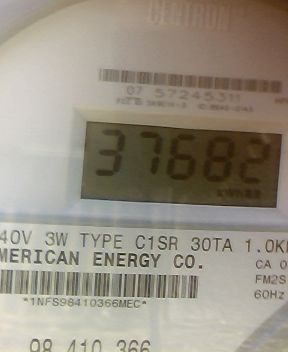 CENTRON
07 57245311
37682
40V 3W TYPE C1SR 30TA 1.0K
MERICAN ENERGY CO.
CA 0
FM2S
60Hz
*1NFS98410366MEC*
98 410 366